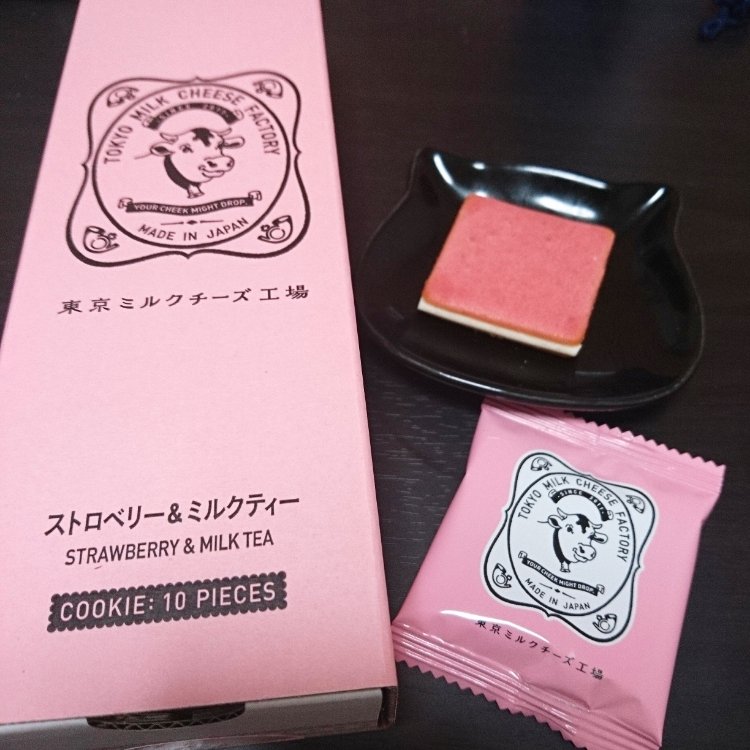 TOKYO MILK CHEESE FACTORY
SINCE
YOUR CHEEK MIGHT DROP.
MADE IN JAPAN
東京ミルクチーズ工場
ストロベリー&ミルクティー
STRAWBERRY & MILK TEA
COOKIE: 10 PIECES
TOKYO MILK CHEESE FACTORY
SINCE
YOUR CHEEK MIGHT DROP.
MADE IN JAPAN
東京ミルクチーズ工場